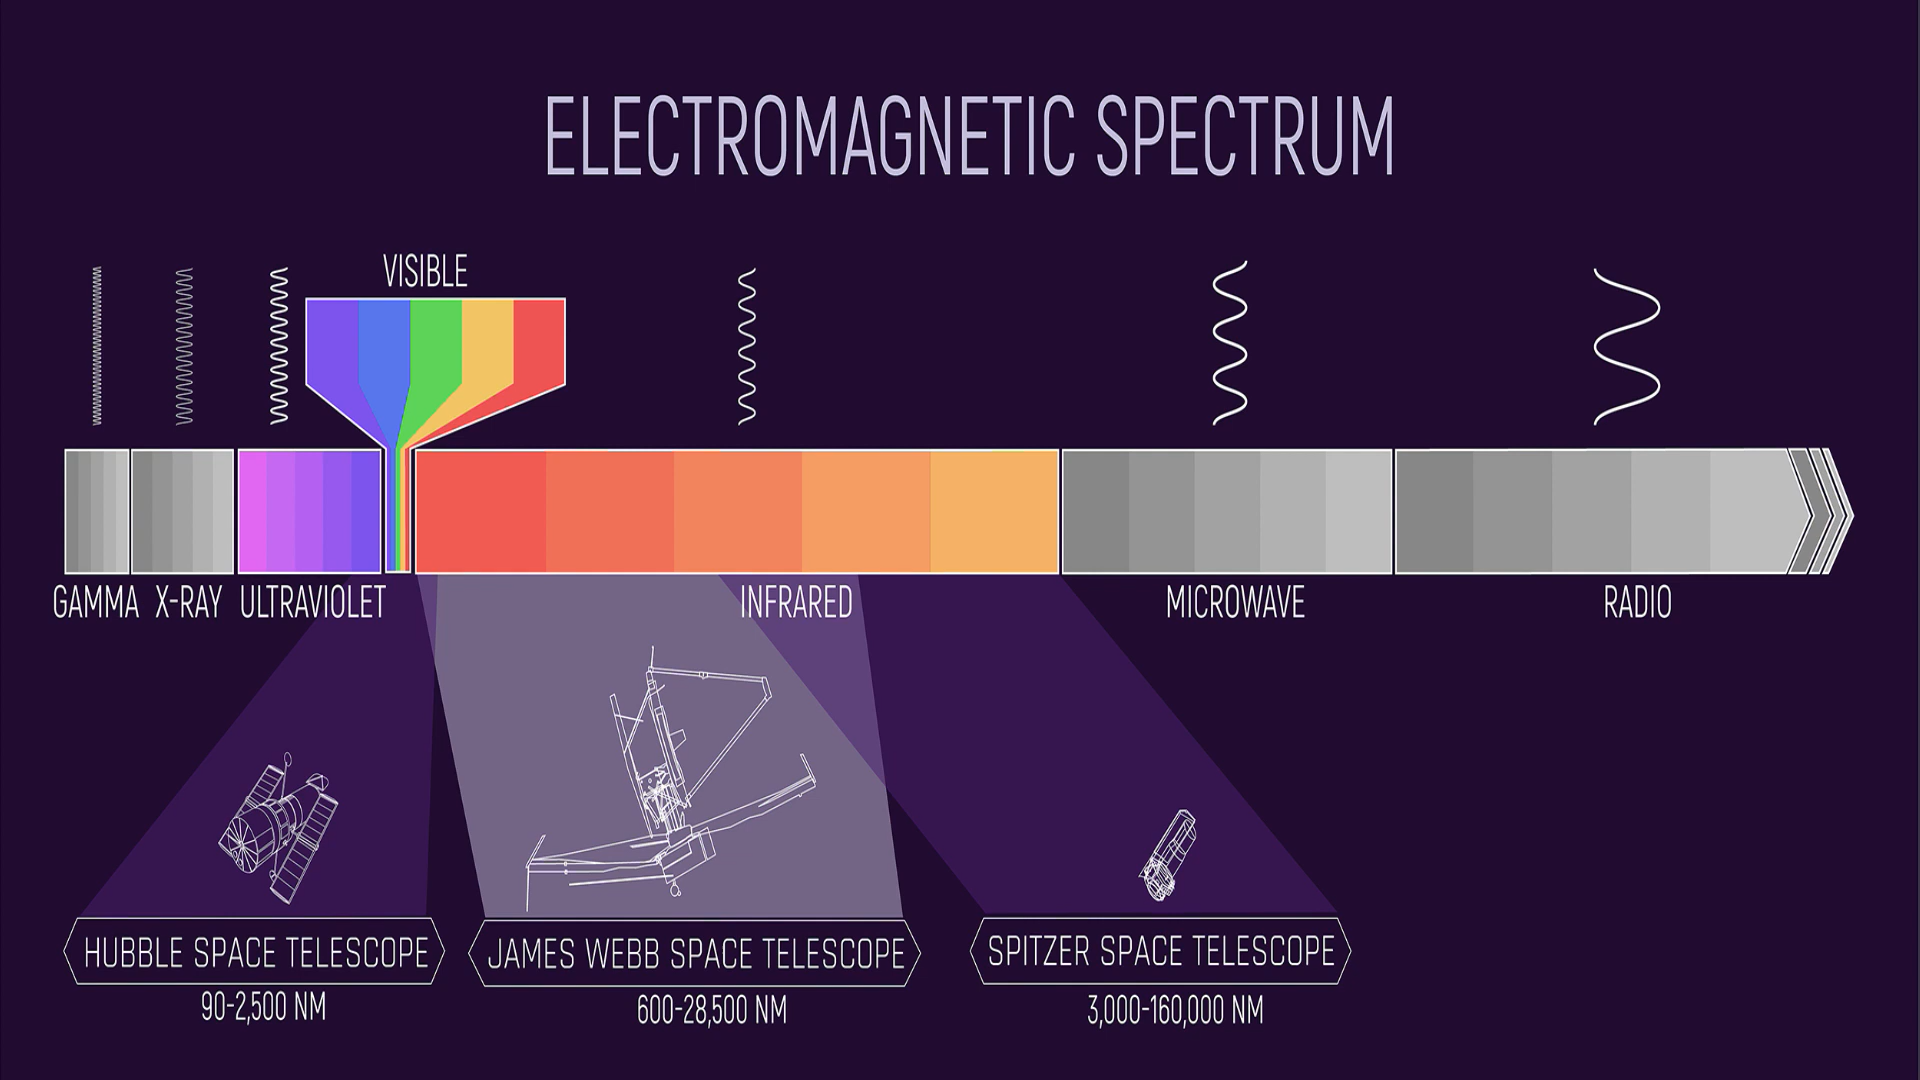 ELECTROMAGNETIC SPECTRUM
VISIBLE
GAMMA
X-RAY
ULTRAVIOLET
INFRARED
MICROWAVE
RADIO
HUBBLE SPACE TELESCOPE
90-2,500 NM
JAMES WEBB SPACE TELESCOPE
600-28,500 NM
SPITZER SPACE TELESCOPE
3,000-160,000 NM